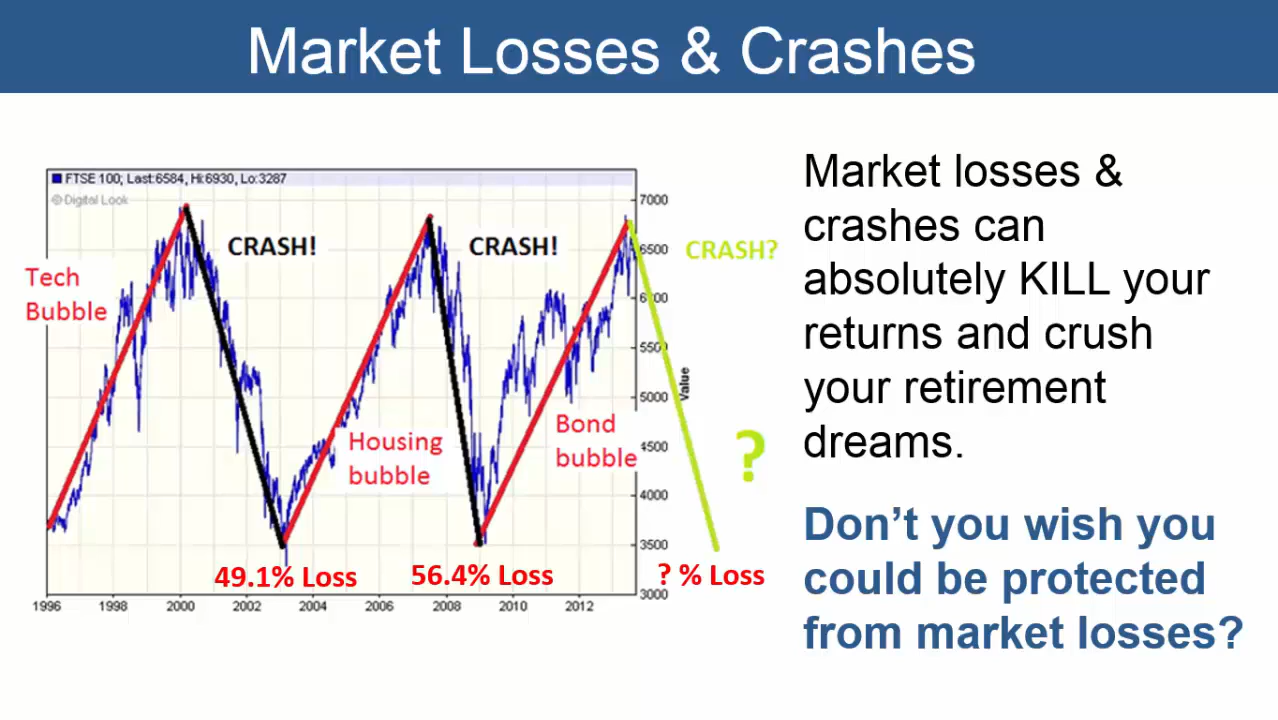 Market Losses & Crashes
FTSE 100; Last:6584, Hi:6930, Lo:3287
© Digital Look
Tech
Bubble
CRASH!
CRASH!
CRASH?
Housing
bubble
Bond
bubble
?
49.1% Loss
56.4% Loss
? % Loss
7000
6500
6000
5500
5000
4500
4000
3500
3000
Value
1996
1998
2000
2002
2004
2006
2008
2010
2012
Market losses &
crashes can
absolutely KILL your
returns and crush
your retirement
dreams.
Don’t you wish you
could be protected
from market losses?